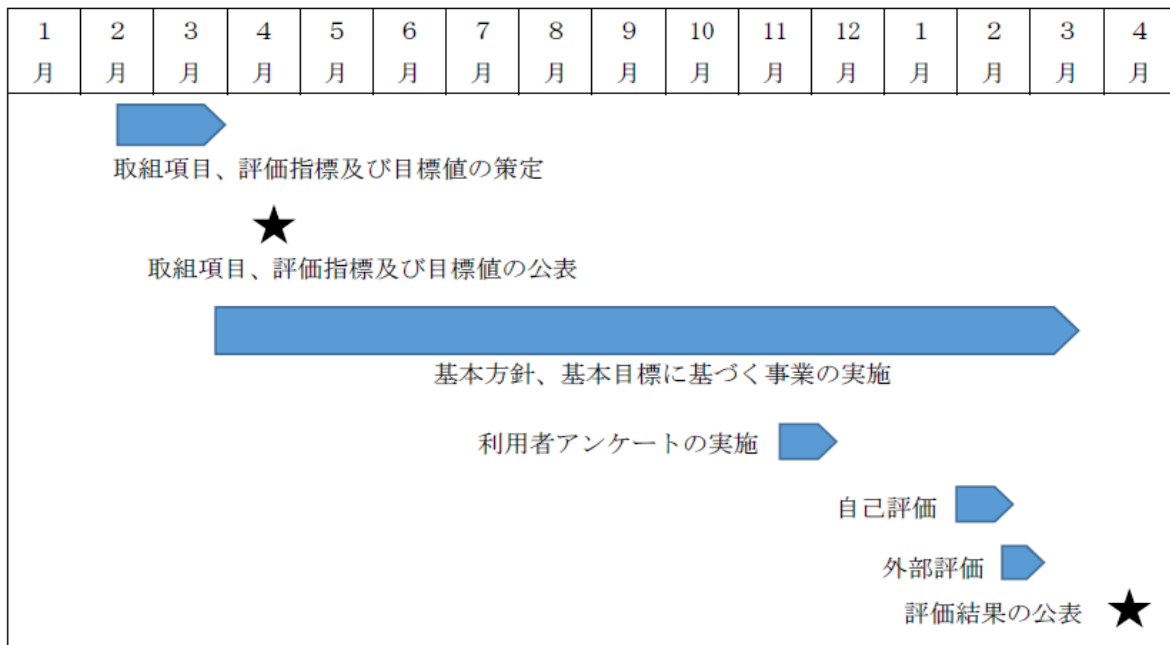 1 2 3 4 5 6 7 8 9 10 11 12 1 2 3 4
月 月 月 月 月 月 月 月 月 月 月 月 月 月 月 月
取組項目、評価指標及び目標値の策定
取組項目、評価指標及び目標値の公表
基本方針、基本目標に基づく事業の実施
利用者アンケートの実施
自己評価
外部評価
評価結果の公表